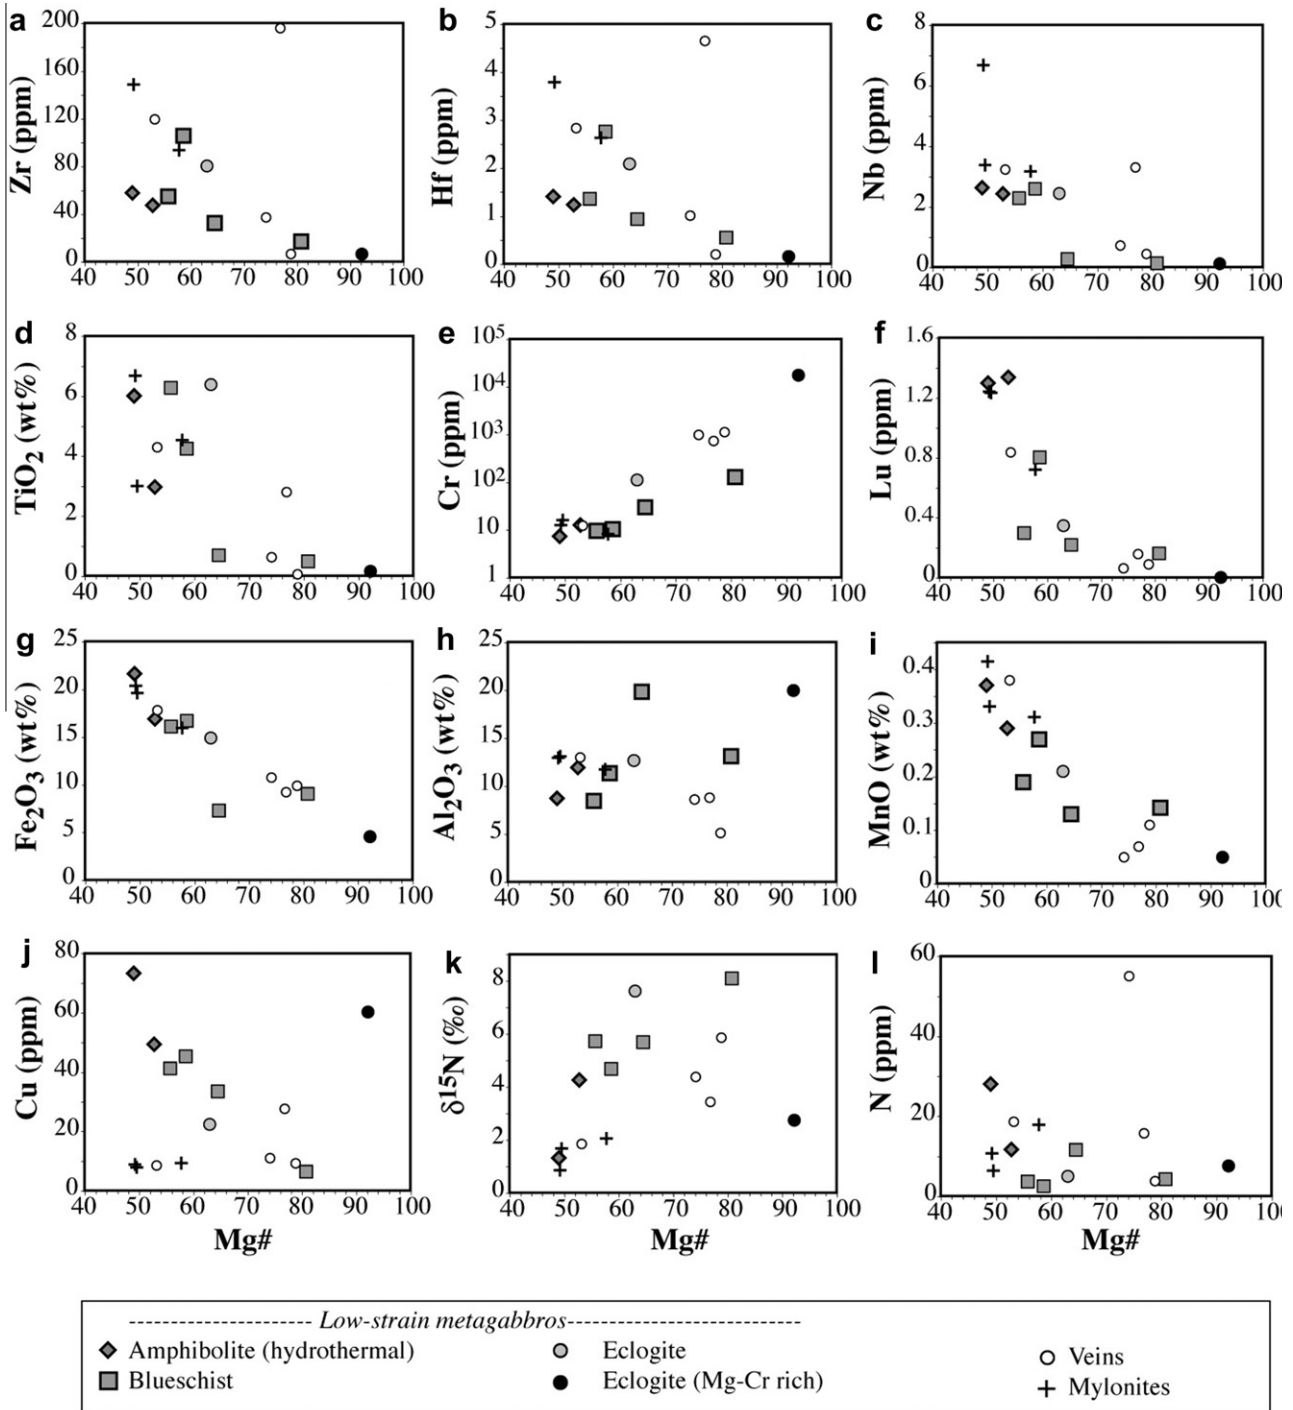 a
200
160
120
80
40
0
Zr (ppm)
40 50 60 70 80 90 100
b
5
4
3
2
1
0
Hf (ppm)
40 50 60 70 80 90 100
c
8
6
4
2
0
Nb (ppm)
40 50 60 70 80 90 100
d
8
6
4
2
0
TiO2 (wt%)
40 50 60 70 80 90 100
e
10^5
10^4
10^3
10^2
10
1
Cr (ppm)
40 50 60 70 80 90 100
f
1.6
1.2
0.8
0.4
0
Lu (ppm)
40 50 60 70 80 90 100
g
25
20
15
10
5
0
Fe2O3 (wt%)
40 50 60 70 80 90 100
h
25
20
15
10
5
0
Al2O3 (wt%)
40 50 60 70 80 90 100
i
0.4
0.3
0.2
0.1
0
MnO (wt%)
40 50 60 70 80 90 100
j
80
60
40
20
0
Cu (ppm)
40 50 60 70 80 90 100
Mg#
k
8
6
4
2
0
δ15N (‰)
40 50 60 70 80 90 100
Mg#
l
60
40
20
0
N (ppm)
40 50 60 70 80 90 100
Mg#
Low-strain metagabbros
Amphibolite (hydrothermal)
Blueschist
Eclogite
Eclogite (Mg-Cr rich)
Veins
Mylonites